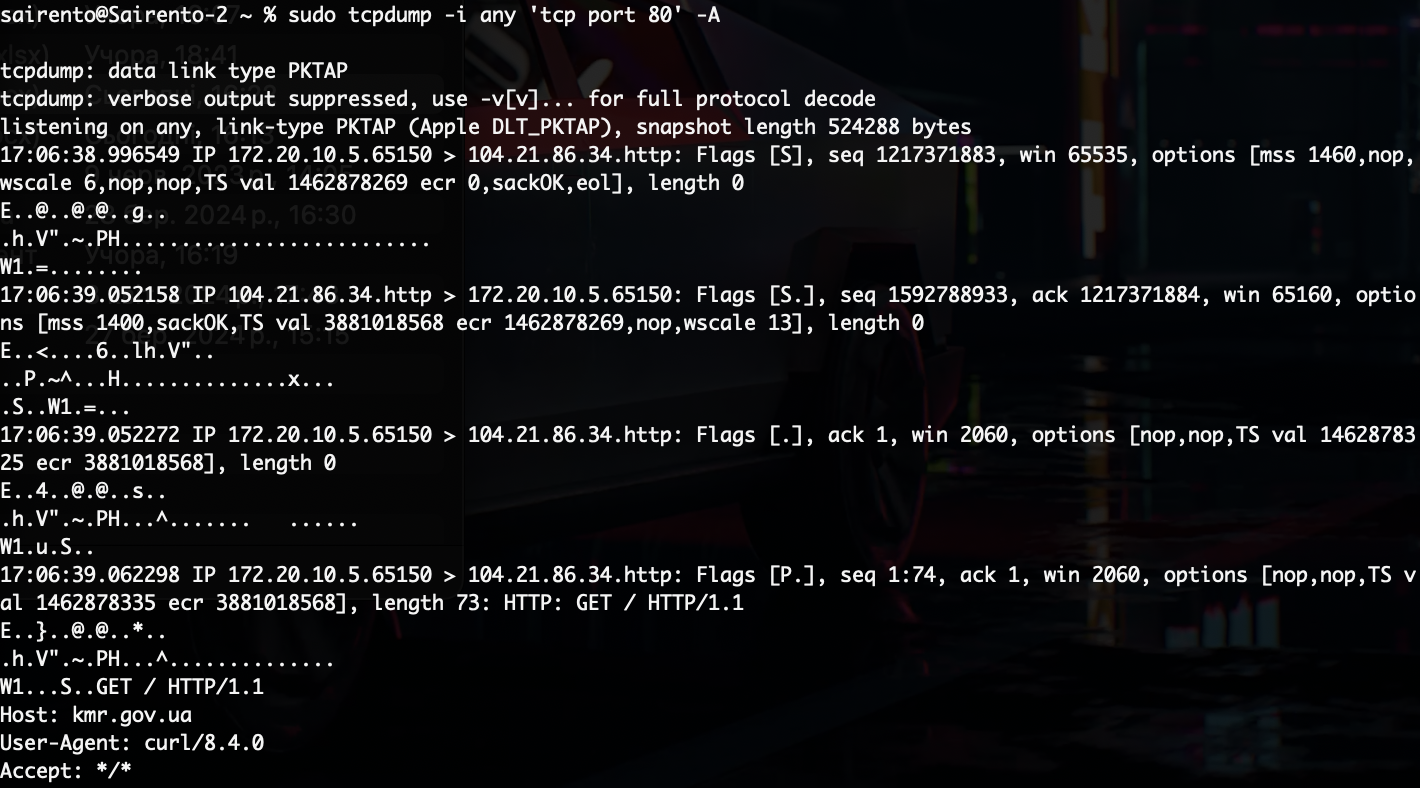 sairento@Sairento-2 ~ % sudo tcpdump -i any 'tcp port 80' -A
tcpdump: data link type PKTAP
tcpdump: verbose output suppressed, use -v[v]... for full protocol decode
listening on any, link-type PKTAP (Apple DLT_PKTAP), snapshot length 524288 bytes
17:06:38.996549 IP 172.20.10.5.65150 > 104.21.86.34.http: Flags [S], seq 1217371883, win 65535, options [mss 1460,nop,
wscale 6,nop,nop,TS val 1462878269 ecr 0,sackOK,eol], length 0
E..@..@.@..g..
.h.V".~.PH..........................
W1.=........
17:06:39.052158 IP 104.21.86.34.http > 172.20.10.5.65150: Flags [S.], seq 1592788933, ack 1217371884, win 65160, optio
ns [mss 1400,sackOK,TS val 3881018568 ecr 1462878269,nop,wscale 13], length 0
E..<....6..lh.V"..
..P.~^...H..............x...
.S..W1.=...
17:06:39.052272 IP 172.20.10.5.65150 > 104.21.86.34.http: Flags [.], ack 1, win 2060, options [nop,nop,TS val 14628783
25 ecr 3881018568], length 0
E..4..@.@..s..
.h.V".~.PH...^.......   ......
W1.u.S..
17:06:39.062298 IP 172.20.10.5.65150 > 104.21.86.34.http: Flags [P.], seq 1:74, ack 1, win 2060, options [nop,nop,TS v
al 1462878335 ecr 3881018568], length 73: HTTP: GET / HTTP/1.1
E..}..@.@..*..
.h.V".~.PH...^..............
W1...S..GET / HTTP/1.1
Host: kmr.gov.ua
User-Agent: curl/8.4.0
Accept: */*